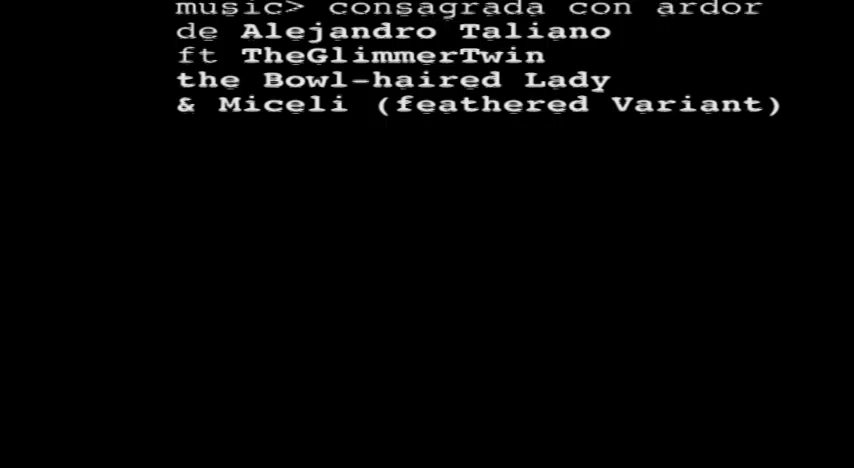 music> consagrada con ardor
de Alejandro Taliano
ft TheGlimmerTwin
the Bowl-haired Lady
& Miceli (feathered Variant)